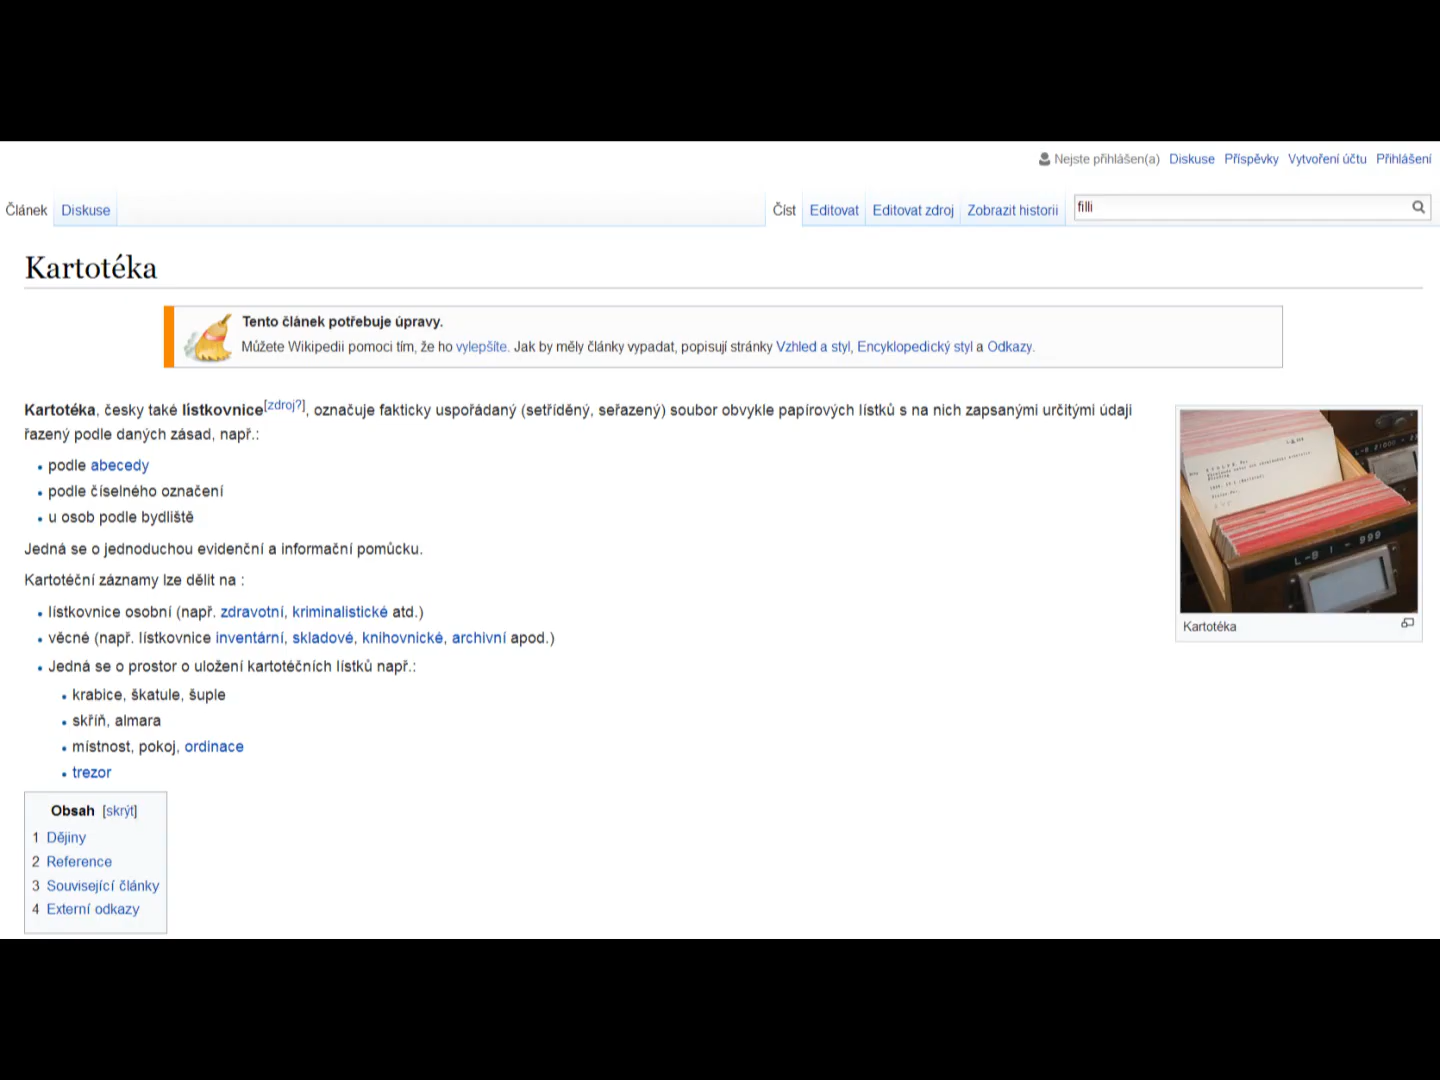 Nejste přihlášen(a) Diskuse Příspěvky Vytvoření účtu Přihlášení
Článek Diskuse Číst Editovat Editovat zdroj Zobrazit historii filli
Kartotéka
Tento článek potřebuje úpravy.
Můžete Wikipedii pomoci tím, že ho vylepšíte. Jak by měly články vypadat, popisují stránky Vzhled a styl, Encyklopedický styl a Odkazy.
Kartotéka, česky také lístkovnice[zdroj?], označuje fakticky uspořádaný (setříděný, seřazený) soubor obvykle papírových lístků s na nich zapsanými určitými údaji
řazený podle daných zásad, např.:
podle abecedy
podle číselného označení
u osob podle bydliště
Jedná se o jednoduchou evidenční a informační pomůcku.
Kartotéční záznamy lze dělit na :
lístkovnice osobní (např. zdravotní, kriminalistické atd.)
věcné (např. lístkovnice inventární, skladové, knihovnické, archivní apod.)
Jedná se o prostor o uložení kartotéčních lístků např.:
krabice, škatule, šuple
skříň, almara
místnost, pokoj, ordinace
trezor
L-9 1 - 999
Kartotéka
Obsah [skrýt]
1 Dějiny
2 Reference
3 Související články
4 Externí odkazy